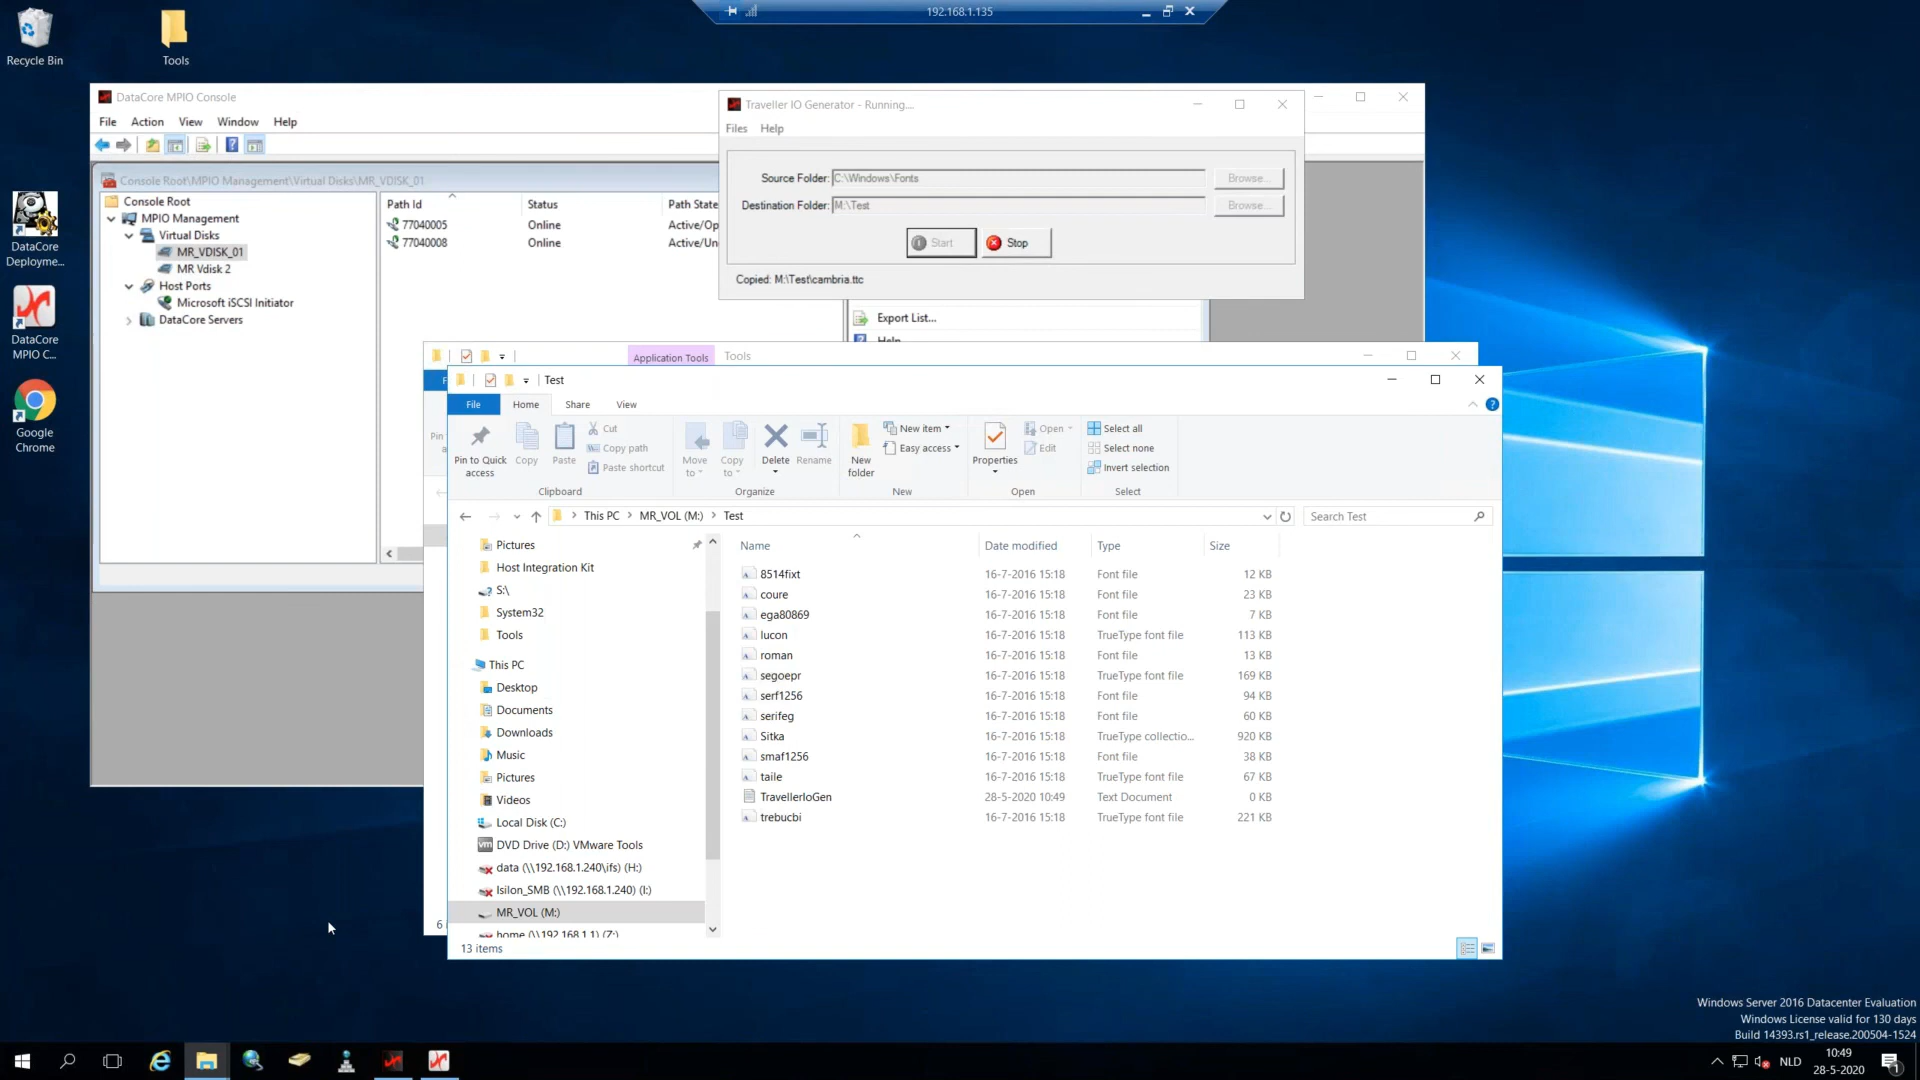 192.168.1.135
Recycle Bin
Tools
DataCore MPIO Console
File Action View Window Help
Console Root\MPIO Management\Virtual Disks\MR_VDISK_01
Console Root
MPIO Management
Virtual Disks
MR_VDISK_01
MR Vdisk 2
Host Ports
Microsoft iSCSI Initiator
DataCore Servers
Path Id Status Path State
77040005 Online Active/Op
77040008 Online Active/Un
Traveller IO Generator - Running....
Files Help
Source Folder: C:\Windows\Fonts Browse...
Destination Folder: M:\Test Browse...
Start Stop
Copied: M:\Test\cambria.ttc
Export List...
Help
DataCore
Deployme...
DataCore
MPIO C...
Google
Chrome
Application Tools Tools
Test
File Home Share View
Pin to Quick
access
Copy
Paste
Cut
Copy path
Paste shortcut
Clipboard
Move
to
Copy
to
Delete
Rename
Organize
New
folder
New item
Easy access
New
Properties
Open
Edit
Open
Select all
Select none
Invert selection
Select
This PC > MR_VOL (M:) > Test
Search Test
Pictures
Host Integration Kit
S:\
System32
Tools
This PC
Desktop
Documents
Downloads
Music
Pictures
Videos
Local Disk (C:)
DVD Drive (D:) VMware Tools
data (\\192.168.1.240\ifs) (H:)
Isilon_SMB (\\192.168.1.240) (I:)
MR_VOL (M:)
home (\\192.168.1.1) (Z:)
Name Date modified Type Size
8514fixt 16-7-2016 15:18 Font file 12 KB
coure 16-7-2016 15:18 Font file 23 KB
ega80869 16-7-2016 15:18 Font file 7 KB
lucon 16-7-2016 15:18 TrueType font file 113 KB
roman 16-7-2016 15:18 Font file 13 KB
segoepr 16-7-2016 15:18 TrueType font file 169 KB
serf1256 16-7-2016 15:18 Font file 94 KB
serifeg 16-7-2016 15:18 Font file 60 KB
Sitka 16-7-2016 15:18 TrueType collectio... 920 KB
smaf1256 16-7-2016 15:18 Font file 38 KB
taile 16-7-2016 15:18 TrueType font file 67 KB
TravellerIoGen 28-5-2020 10:49 Text Document 0 KB
trebucbi 16-7-2016 15:18 TrueType font file 221 KB
13 items
Windows Server 2016 Datacenter Evaluation
Windows License valid for 130 days
Build 14393.rs1_release.200504-1524
NLD
10:49
28-5-2020
1